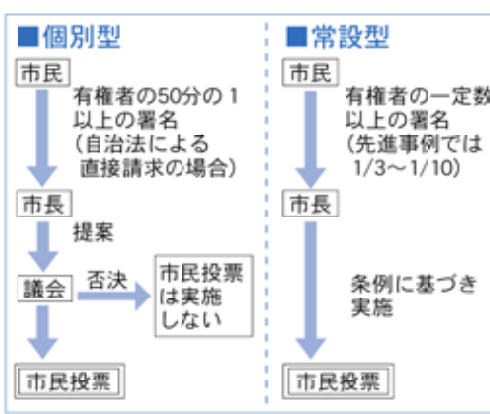 ■個別型
市民
有権者の50分の1
以上の署名
(自治法による
直接請求の場合)
市長
提案
議会
否決
市民投票
は実施
しない
市民投票
■常設型
市民
有権者の一定数
以上の署名
(先進事例では
1/3～1/10)
市長
条例に基づき
実施
市民投票